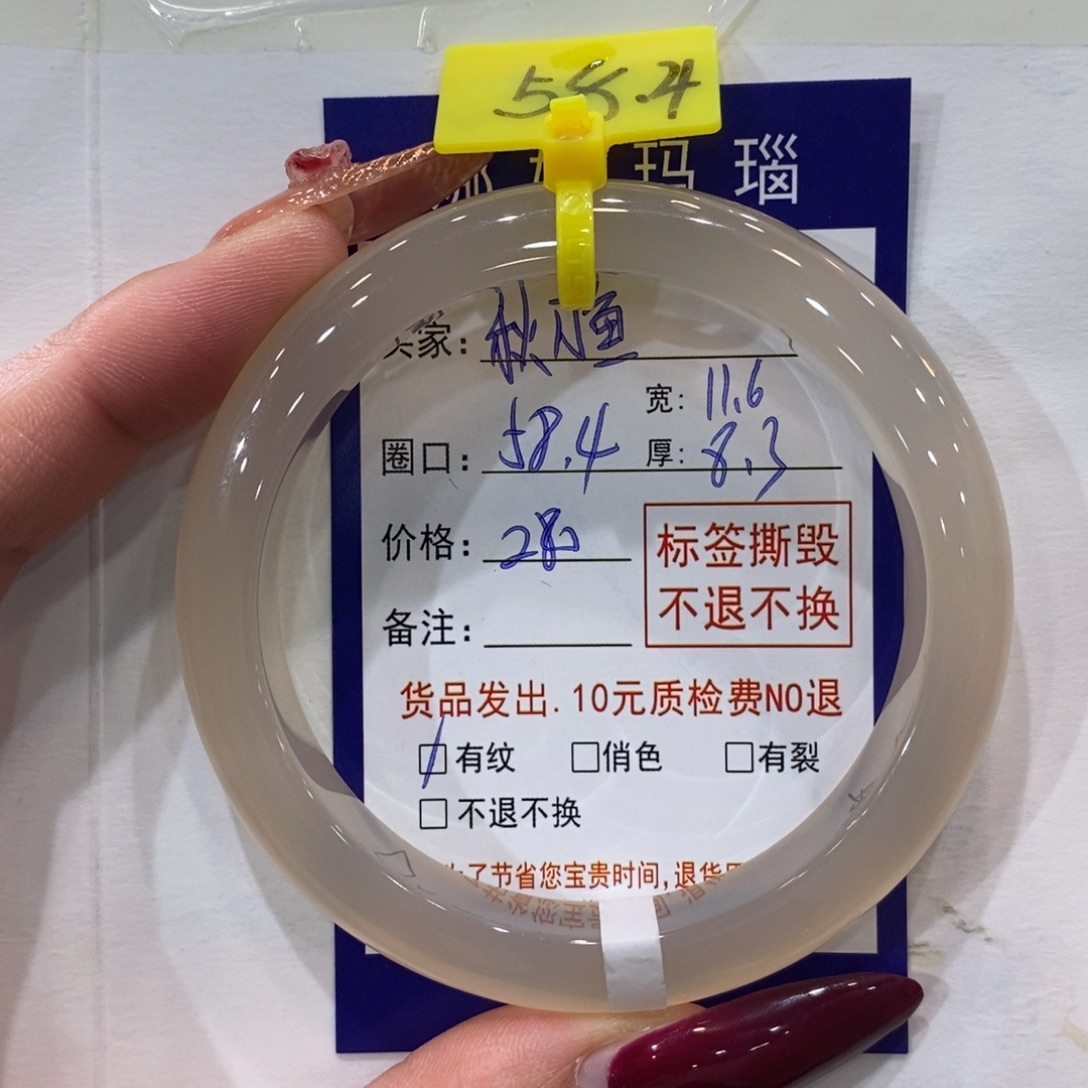 58.4
玛瑙
买家：秋
宽：11.6
圈口：58.4 厚：8.3
价格：280
标签撕毁
不退不换
备注：
货品发出.10元质检费NO退
□有纹 □俏色 □有裂
□不退不换
了节省您宝贵时间,退货